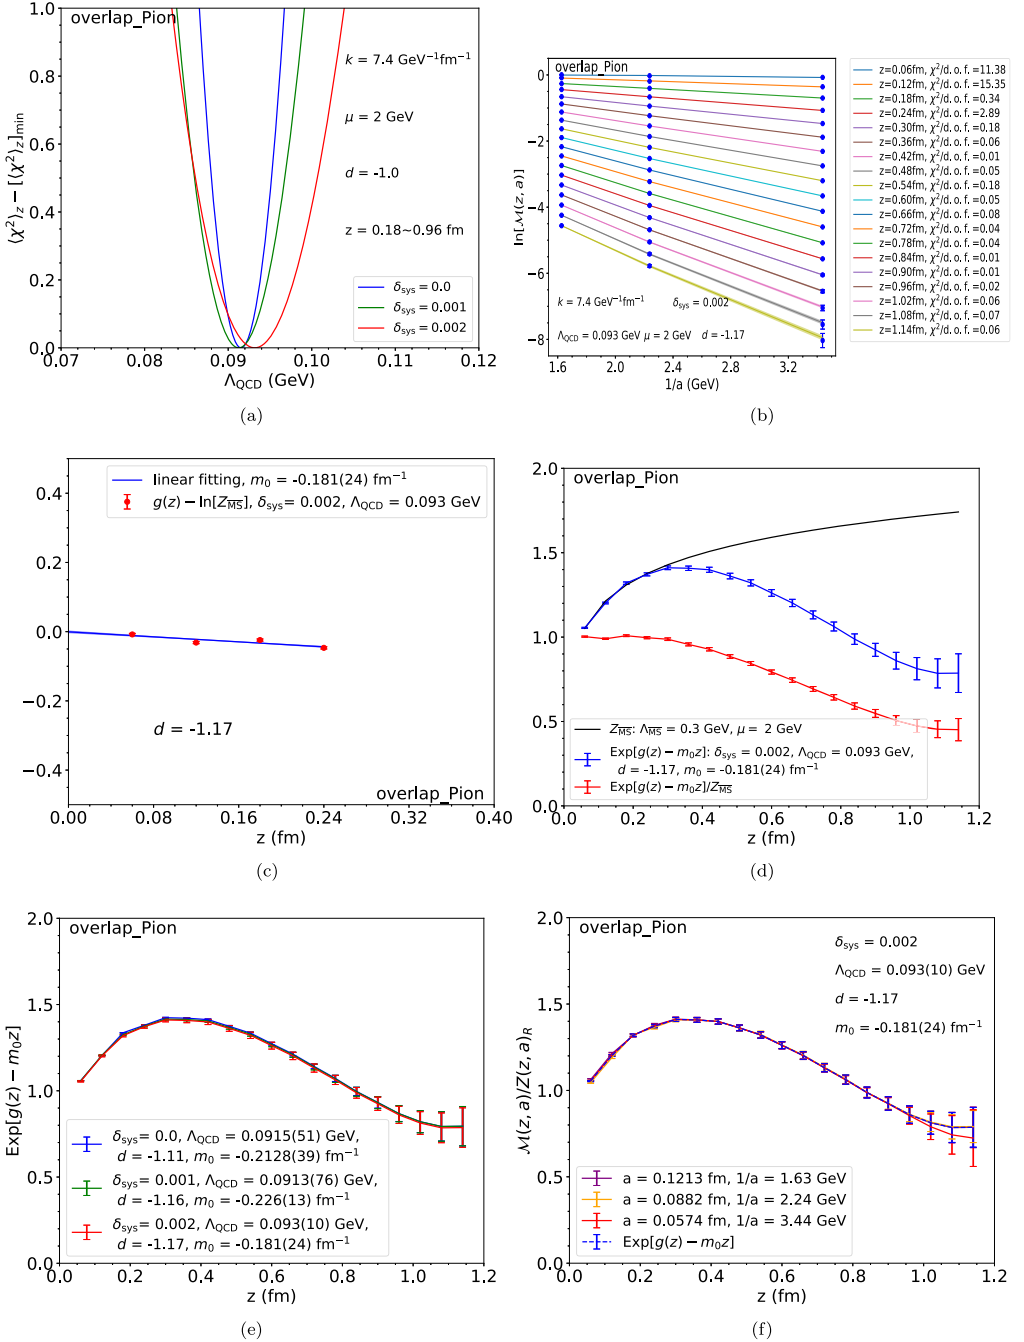 overlap_Pion
k = 7.4 GeV⁻¹fm⁻¹
μ = 2 GeV
d = -1.0
z = 0.18~0.96 fm
δsys = 0.0
δsys = 0.001
δsys = 0.002
⟨χ²⟩z − [⟨χ²⟩z]min
1.0
0.8
0.6
0.4
0.2
0.0
0.07 0.08 0.09 0.10 0.11 0.12
ΛQCD (GeV)
(a)
overlap_Pion
ln[ℳ(z, a)]
0
−2
−4
−6
−8
k = 7.4 GeV⁻¹fm⁻¹ δsys = 0.002
ΛQCD = 0.093 GeV μ = 2 GeV d = -1.17
1.6 2.0 2.4 2.8 3.2
1/a (GeV)
z=0.06fm, χ²/d. o. f. =11.38
z=0.12fm, χ²/d. o. f. =15.35
z=0.18fm, χ²/d. o. f. =0.34
z=0.24fm, χ²/d. o. f. =2.89
z=0.30fm, χ²/d. o. f. =0.18
z=0.36fm, χ²/d. o. f. =0.06
z=0.42fm, χ²/d. o. f. =0.01
z=0.48fm, χ²/d. o. f. =0.05
z=0.54fm, χ²/d. o. f. =0.18
z=0.60fm, χ²/d. o. f. =0.05
z=0.66fm, χ²/d. o. f. =0.08
z=0.72fm, χ²/d. o. f. =0.04
z=0.78fm, χ²/d. o. f. =0.04
z=0.84fm, χ²/d. o. f. =0.01
z=0.90fm, χ²/d. o. f. =0.01
z=0.96fm, χ²/d. o. f. =0.02
z=1.02fm, χ²/d. o. f. =0.06
z=1.08fm, χ²/d. o. f. =0.07
z=1.14fm, χ²/d. o. f. =0.06
(b)
linear fitting, m₀ = -0.181(24) fm⁻¹
g(z) − ln[Z_MS̅], δsys= 0.002, ΛQCD = 0.093 GeV
0.4
0.2
0.0
−0.2
−0.4
d = -1.17
overlap_Pion
0.00 0.08 0.16 0.24 0.32 0.40
z (fm)
(c)
overlap_Pion
2.0
1.5
1.0
0.5
0.0
Z_MS̅: Λ_MS̅ = 0.3 GeV, μ = 2 GeV
Exp[g(z) − m₀z]: δsys = 0.002, ΛQCD = 0.093 GeV,
d = -1.17, m₀ = -0.181(24) fm⁻¹
Exp[g(z) − m₀z]/Z_MS̅
0.0 0.2 0.4 0.6 0.8 1.0 1.2
z (fm)
(d)
overlap_Pion
Exp[g(z) − m₀z]
2.0
1.5
1.0
0.5
0.0
δsys= 0.0, ΛQCD = 0.0915(51) GeV,
d = -1.11, m₀ = -0.2128(39) fm⁻¹
δsys= 0.001, ΛQCD = 0.0913(76) GeV,
d = -1.16, m₀ = -0.226(13) fm⁻¹
δsys= 0.002, ΛQCD = 0.093(10) GeV,
d = -1.17, m₀ = -0.181(24) fm⁻¹
0.0 0.2 0.4 0.6 0.8 1.0 1.2
z (fm)
(e)
overlap_Pion
δsys = 0.002
ΛQCD = 0.093(10) GeV
d = -1.17
m₀ = -0.181(24) fm⁻¹
ℳ(z, a)/Z(z, a)R
2.0
1.5
1.0
0.5
0.0
a = 0.1213 fm, 1/a = 1.63 GeV
a = 0.0882 fm, 1/a = 2.24 GeV
a = 0.0574 fm, 1/a = 3.44 GeV
Exp[g(z) − m₀z]
0.0 0.2 0.4 0.6 0.8 1.0 1.2
z (fm)
(f)